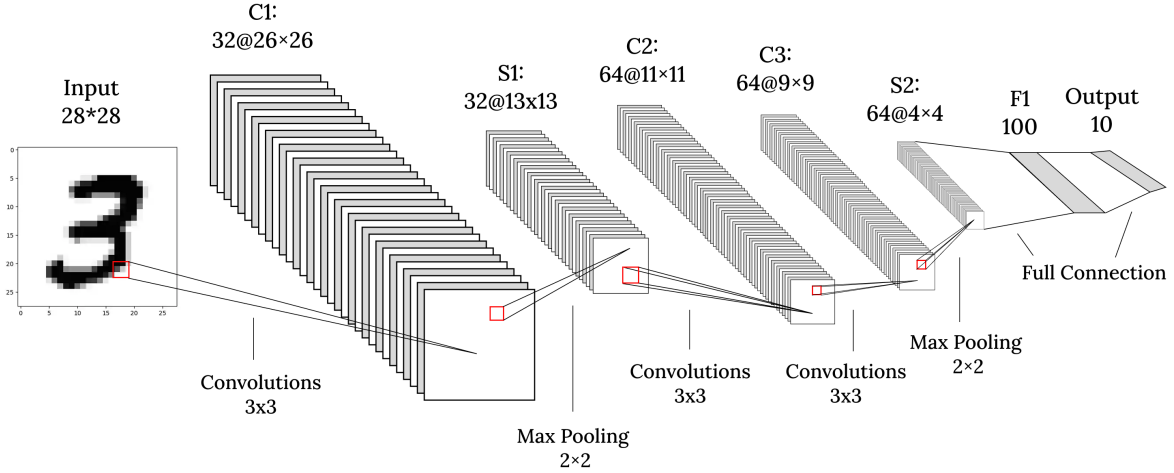 C1:
32@26×26
Input
28*28
S1:
32@13x13
C2:
64@11×11
C3:
64@9×9
S2:
64@4×4
F1
100
Output
10
0
5
10
15
20
25
0
5
10
15
20
25
Convolutions
3x3
Max Pooling
2×2
Convolutions
3x3
Convolutions
3x3
Max Pooling
2×2
Full Connection